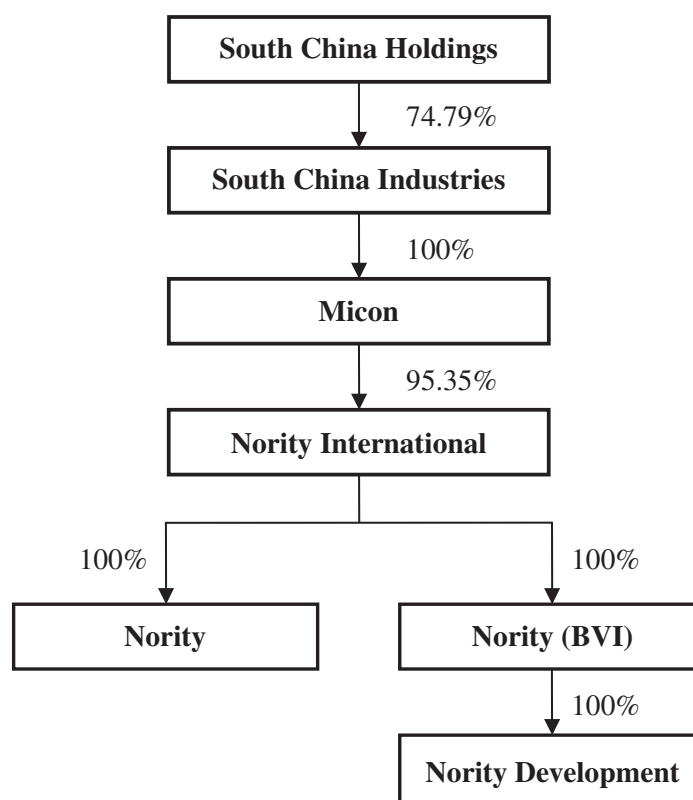 South China Holdings
74.79%
South China Industries
100%
Micon
95.35%
Nority International
100%
100%
Nority
Nority (BVI)
100%
Nority Development